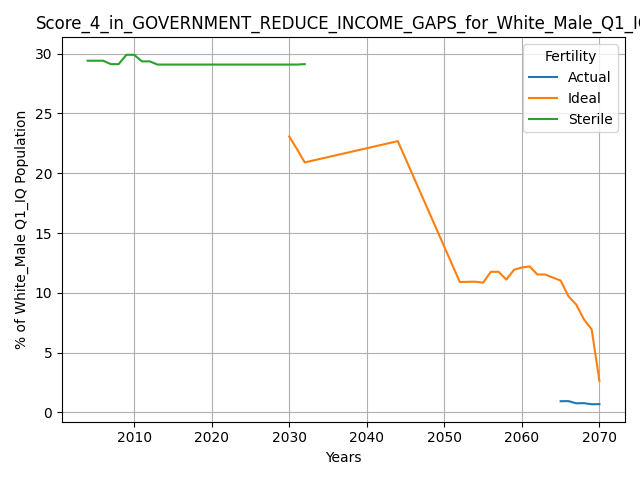 Score_4_in_GOVERNMENT_REDUCE_INCOME_GAPS_for_White_Male_Q1_IQ
% of White_Male Q1_IQ Population
30
25
20
15
10
5
0
Fertility
Actual
Ideal
Sterile
2010 2020 2030 2040 2050 2060 2070
Years